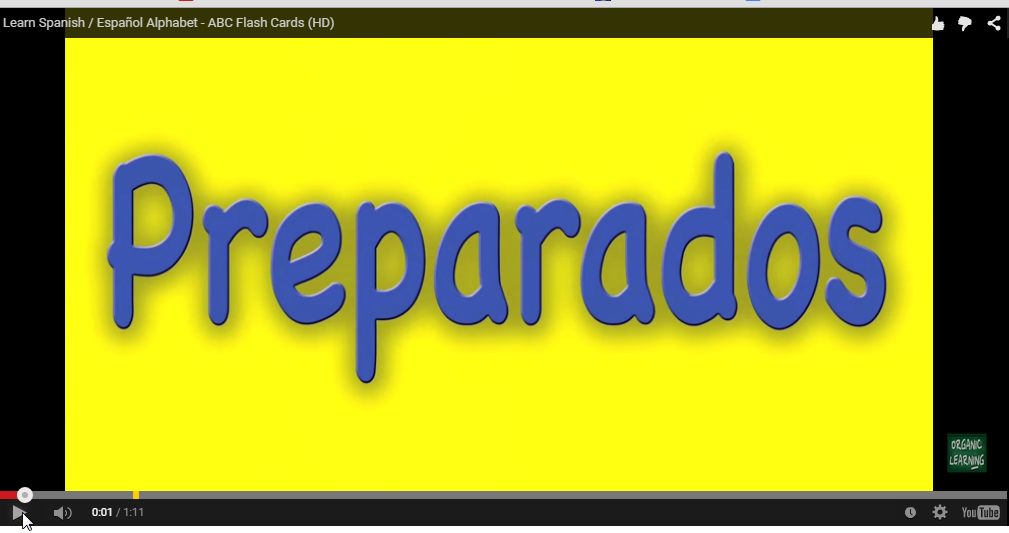 Learn Spanish / Español Alphabet - ABC Flash Cards (HD)
Preparados
ORGANIC
LEARNING
0:01 / 1:11
YouTube